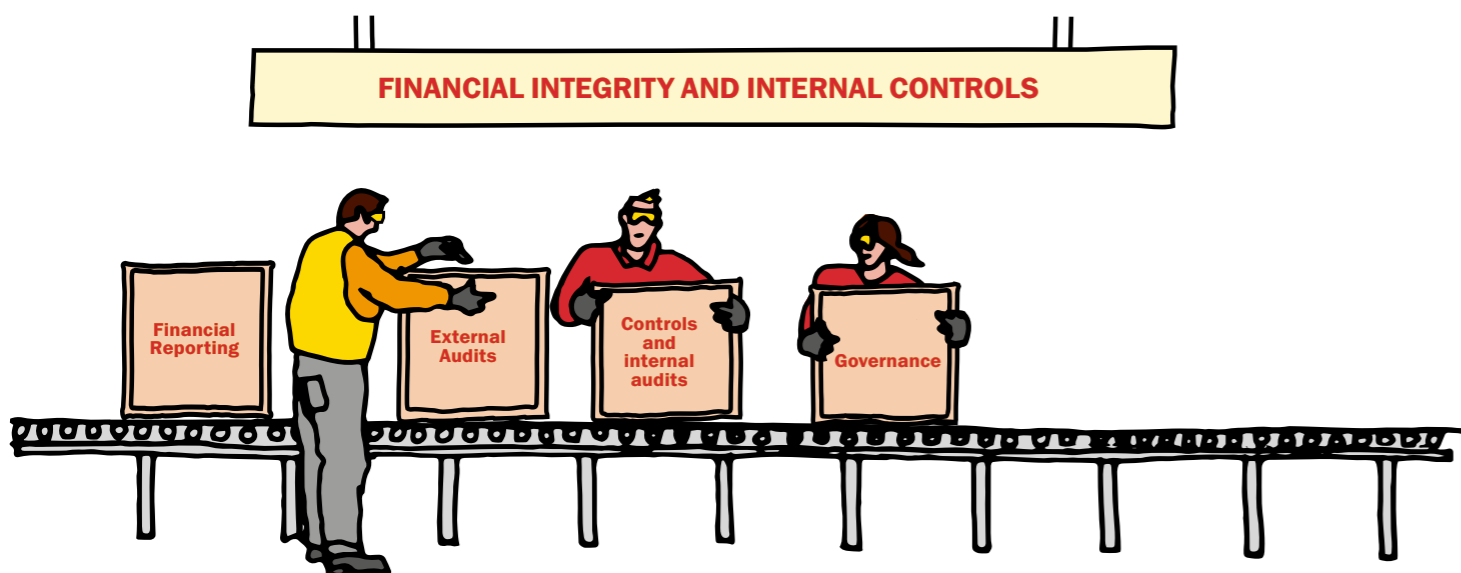 FINANCIAL INTEGRITY AND INTERNAL CONTROLS
Financial
Reporting
External
Audits
Controls
and
internal
audits
Governance